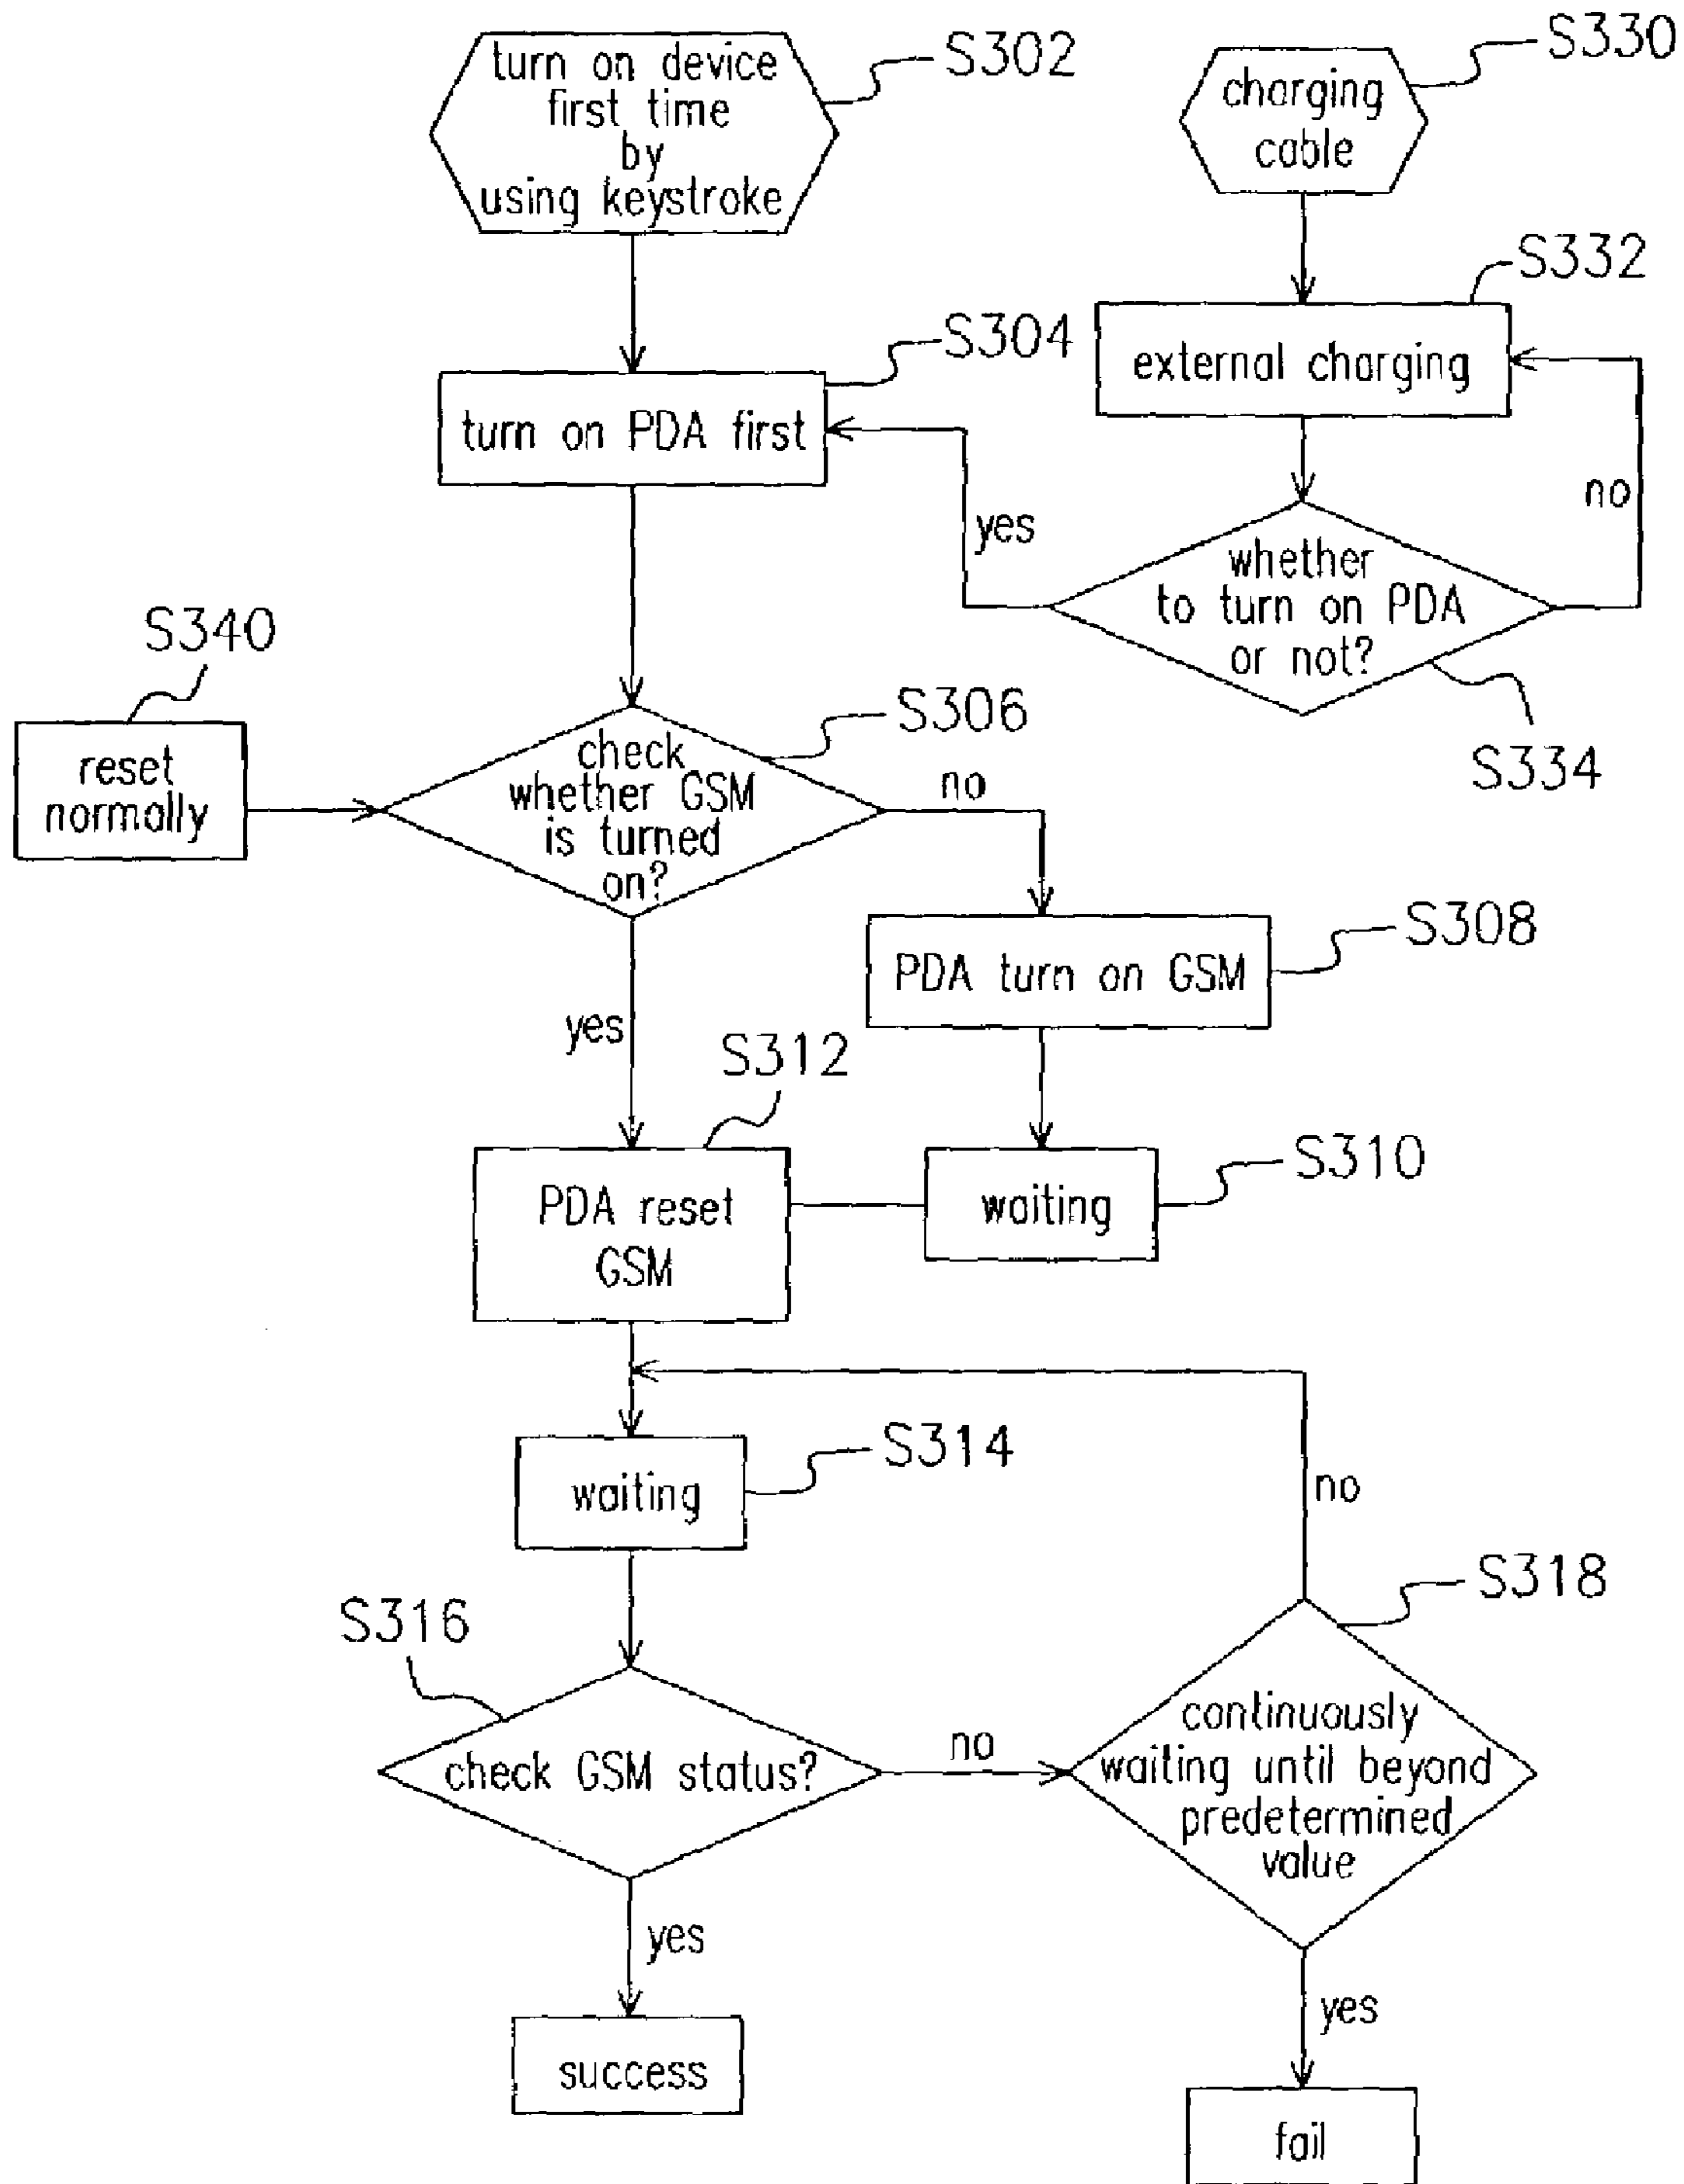 turn on device
first time
by
using keystroke
S302
charging
cable
S330
S332
external charging
S304
turn on PDA first
no
yes
whether
to turn on PDA
or not?
S334
S340
reset
normally
S306
check
whether GSM
is turned
on?
no
S308
PDA turn on GSM
yes
S312
PDA reset
GSM
S310
waiting
S314
waiting
no
S318
S316
check GSM status?
no
continuously
waiting until beyond
predetermined
value
yes
success
yes
fail